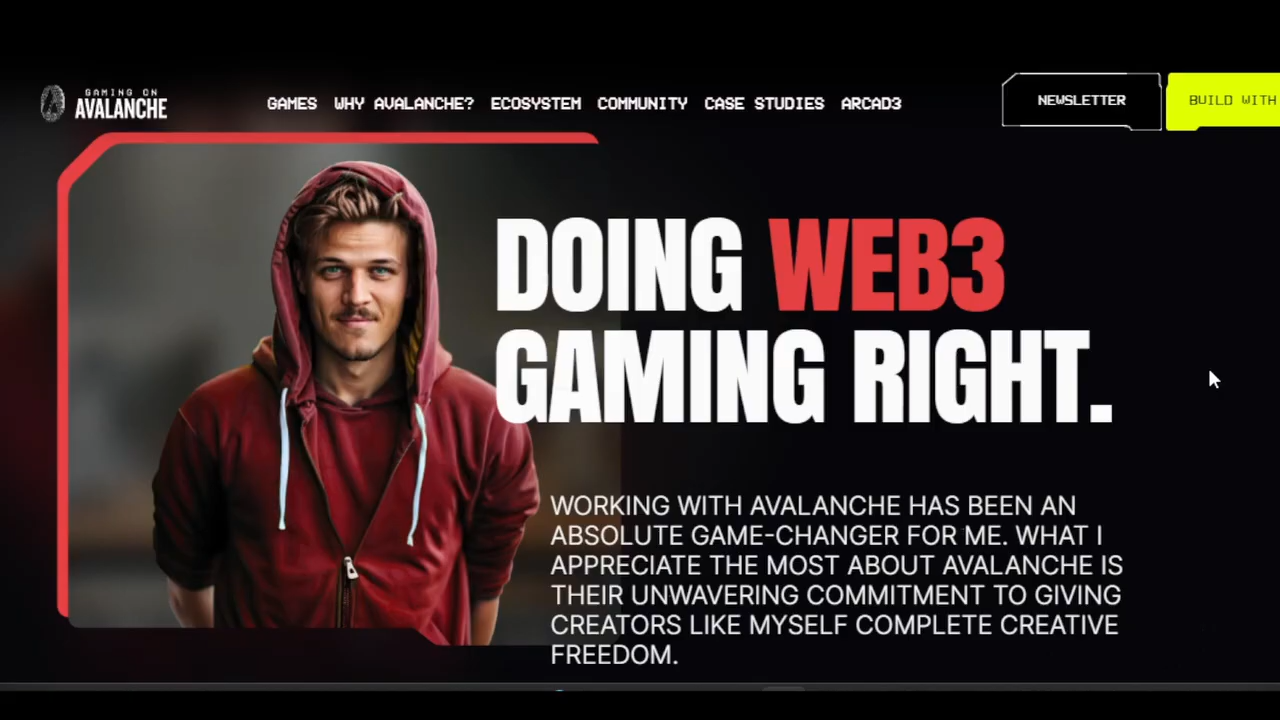 GAMING ON
AVALANCHE
GAMES WHY AVALANCHE? ECOSYSTEM COMMUNITY CASE STUDIES ARCAD3
NEWSLETTER
BUILD WITH
DOING WEB3
GAMING RIGHT.
WORKING WITH AVALANCHE HAS BEEN AN
ABSOLUTE GAME-CHANGER FOR ME. WHAT I
APPRECIATE THE MOST ABOUT AVALANCHE IS
THEIR UNWAVERING COMMITMENT TO GIVING
CREATORS LIKE MYSELF COMPLETE CREATIVE
FREEDOM.